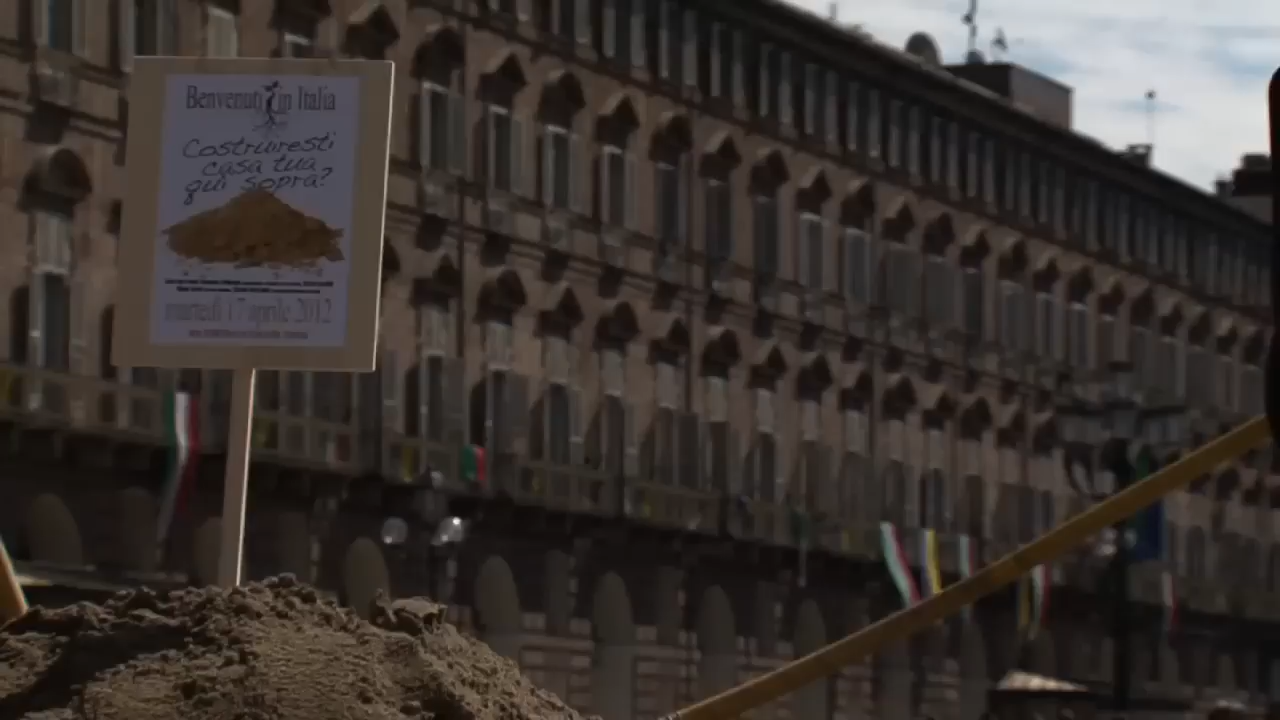 Benvenuti in Italia
Costruiresti
casa tua
qui sopra?
martedì 17 aprile 2012